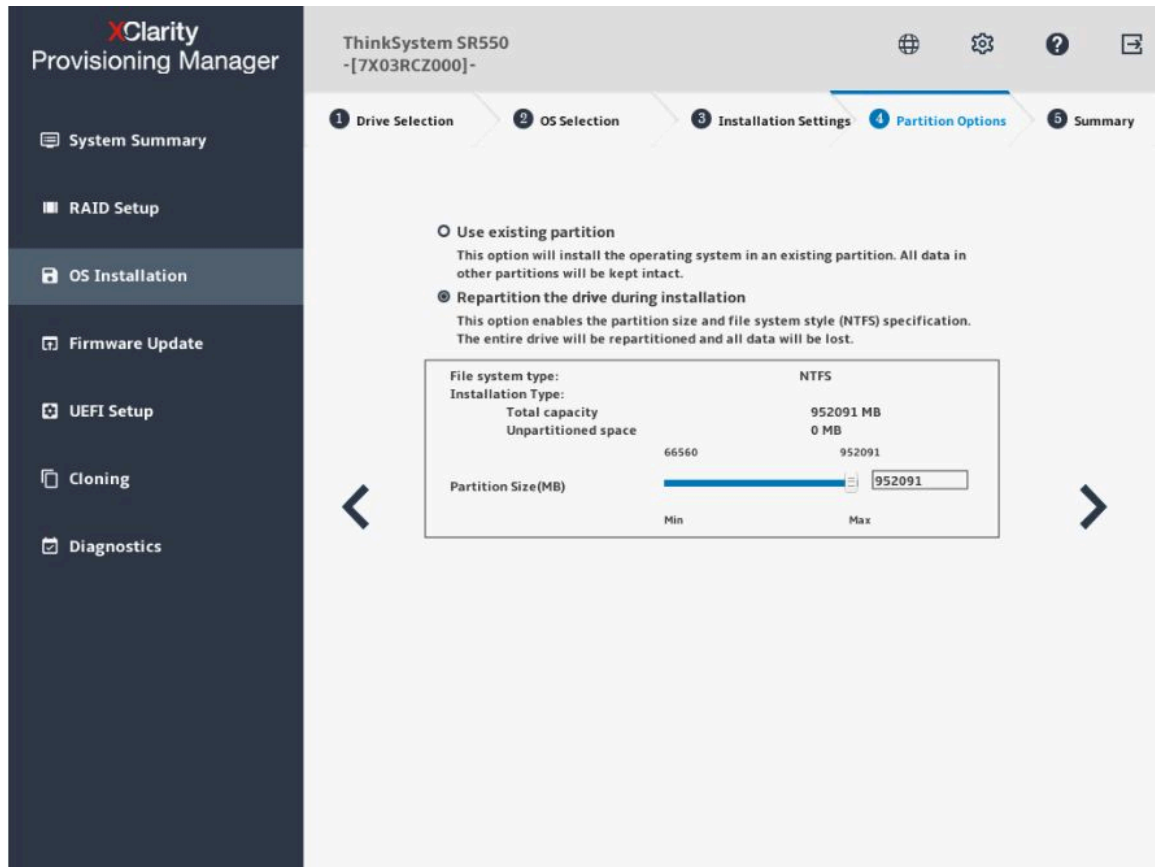 XClarity
Provisioning Manager
System Summary
RAID Setup
OS Installation
Firmware Update
UEFI Setup
Cloning
Diagnostics
ThinkSystem SR550
-[7X03RCZ000]-
1 Drive Selection
2 OS Selection
3 Installation Settings
4 Partition Options
5 Summary
Use existing partition
This option will install the operating system in an existing partition. All data in
other partitions will be kept intact.
Repartition the drive during installation
This option enables the partition size and file system style (NTFS) specification.
The entire drive will be repartitioned and all data will be lost.
File system type: NTFS
Installation Type:
Total capacity 952091 MB
Unpartitioned space 0 MB
66560 952091
Partition Size(MB) 952091
Min Max